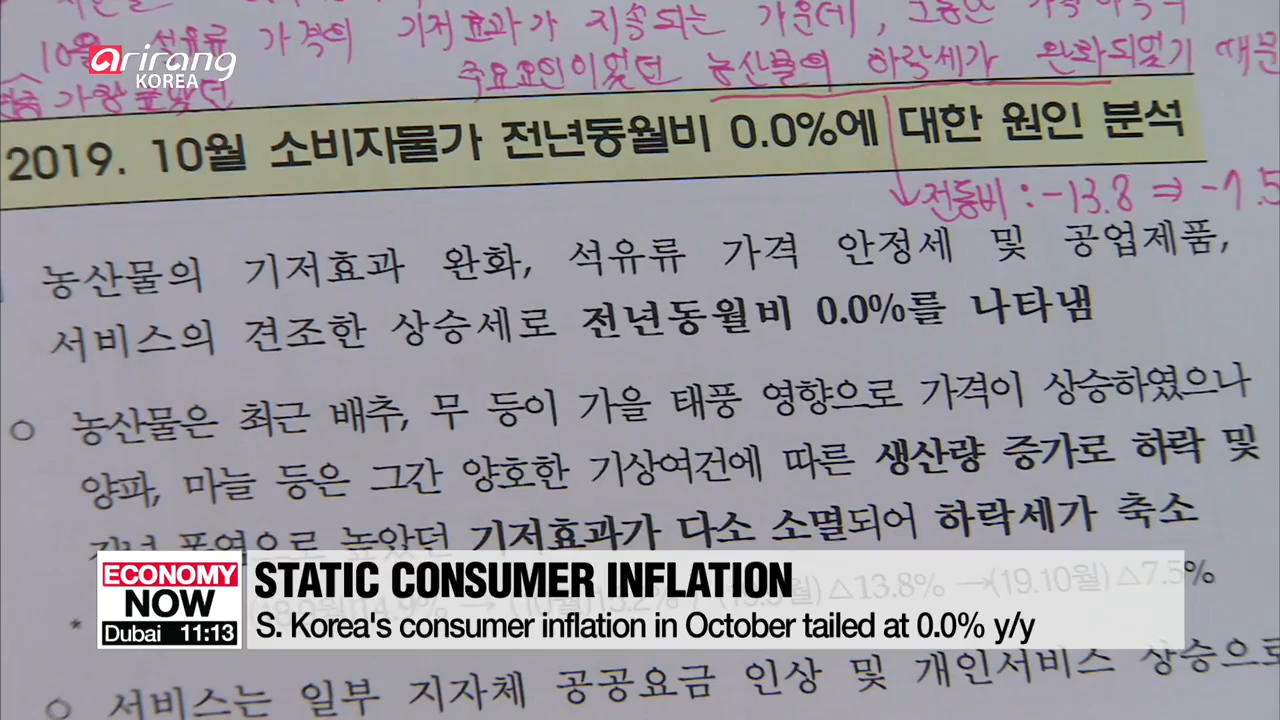 10월 석유류 가격의 기저효과가 지속되는 가운데, 그동안 가격 하락의
arirang
KOREA
주요요인이었던 농산물의 하락세가 완화되었기 때문
가장 높았던
2019. 10월 소비자물가 전년동월비 0.0%에 대한 원인 분석
전동비 : -13.8 ⇒ -7.5
농산물의 기저효과 완화, 석유류 가격 안정세 및 공업제품,
서비스의 견조한 상승세로 전년동월비 0.0%를 나타냄
○ 농산물은 최근 배추, 무 등이 가을 태풍 영향으로 가격이 상승하였으나
양파, 마늘 등은 그간 양호한 기상여건에 따른 생산량 증가로 하락 및
높았던 기저효과가 다소 소멸되어 하락세가 축소
* △13.8% →(19.10월) △7.5%
ECONOMY
NOW
Dubai 11:13
STATIC CONSUMER INFLATION
S. Korea's consumer inflation in October tailed at 0.0% y/y
○ 서비스는 일부 지자체 공공요금 인상 및 개인서비스 상승으로